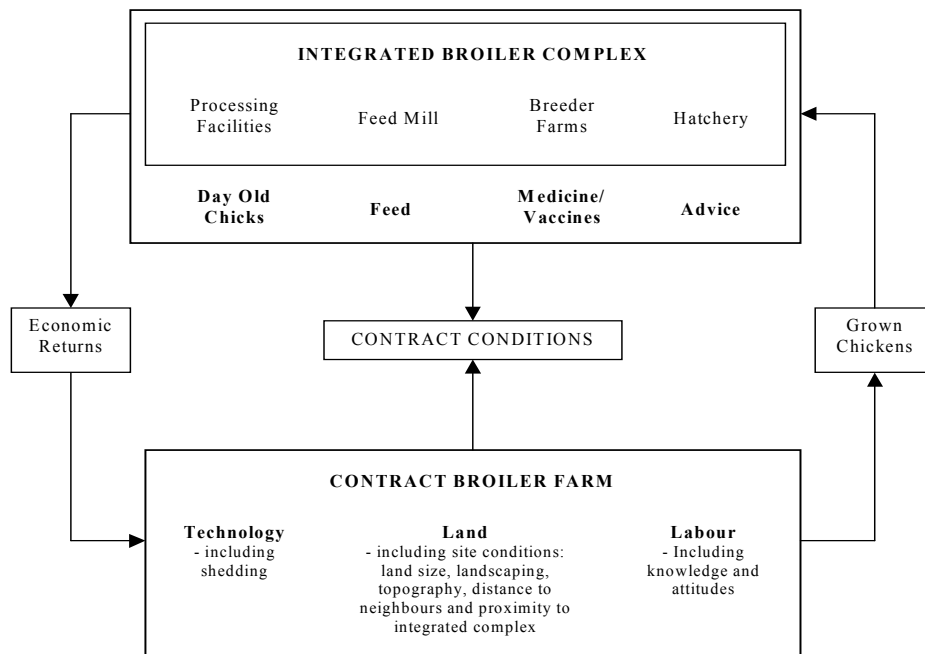 INTEGRATED BROILER COMPLEX
Processing
Facilities
Feed Mill
Breeder
Farms
Hatchery
Day Old
Chicks
Feed
Medicine/
Vaccines
Advice
Economic
Returns
CONTRACT CONDITIONS
Grown
Chickens
CONTRACT BROILER FARM
Technology
- including
shedding
Land
- including site conditions:
land size, landscaping,
topography, distance to
neighbours and proximity to
integrated complex
Labour
- Including
knowledge and
attitudes